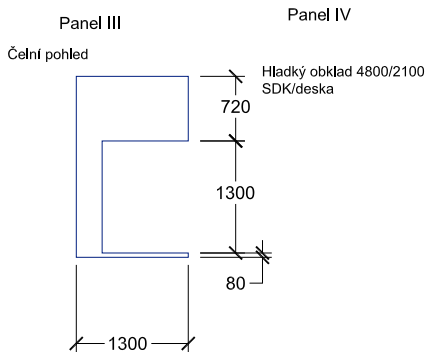 Panel III
Panel IV
Čelní pohled
Hladký obklad 4800/2100
SDK/deska
720
1300
80
1300